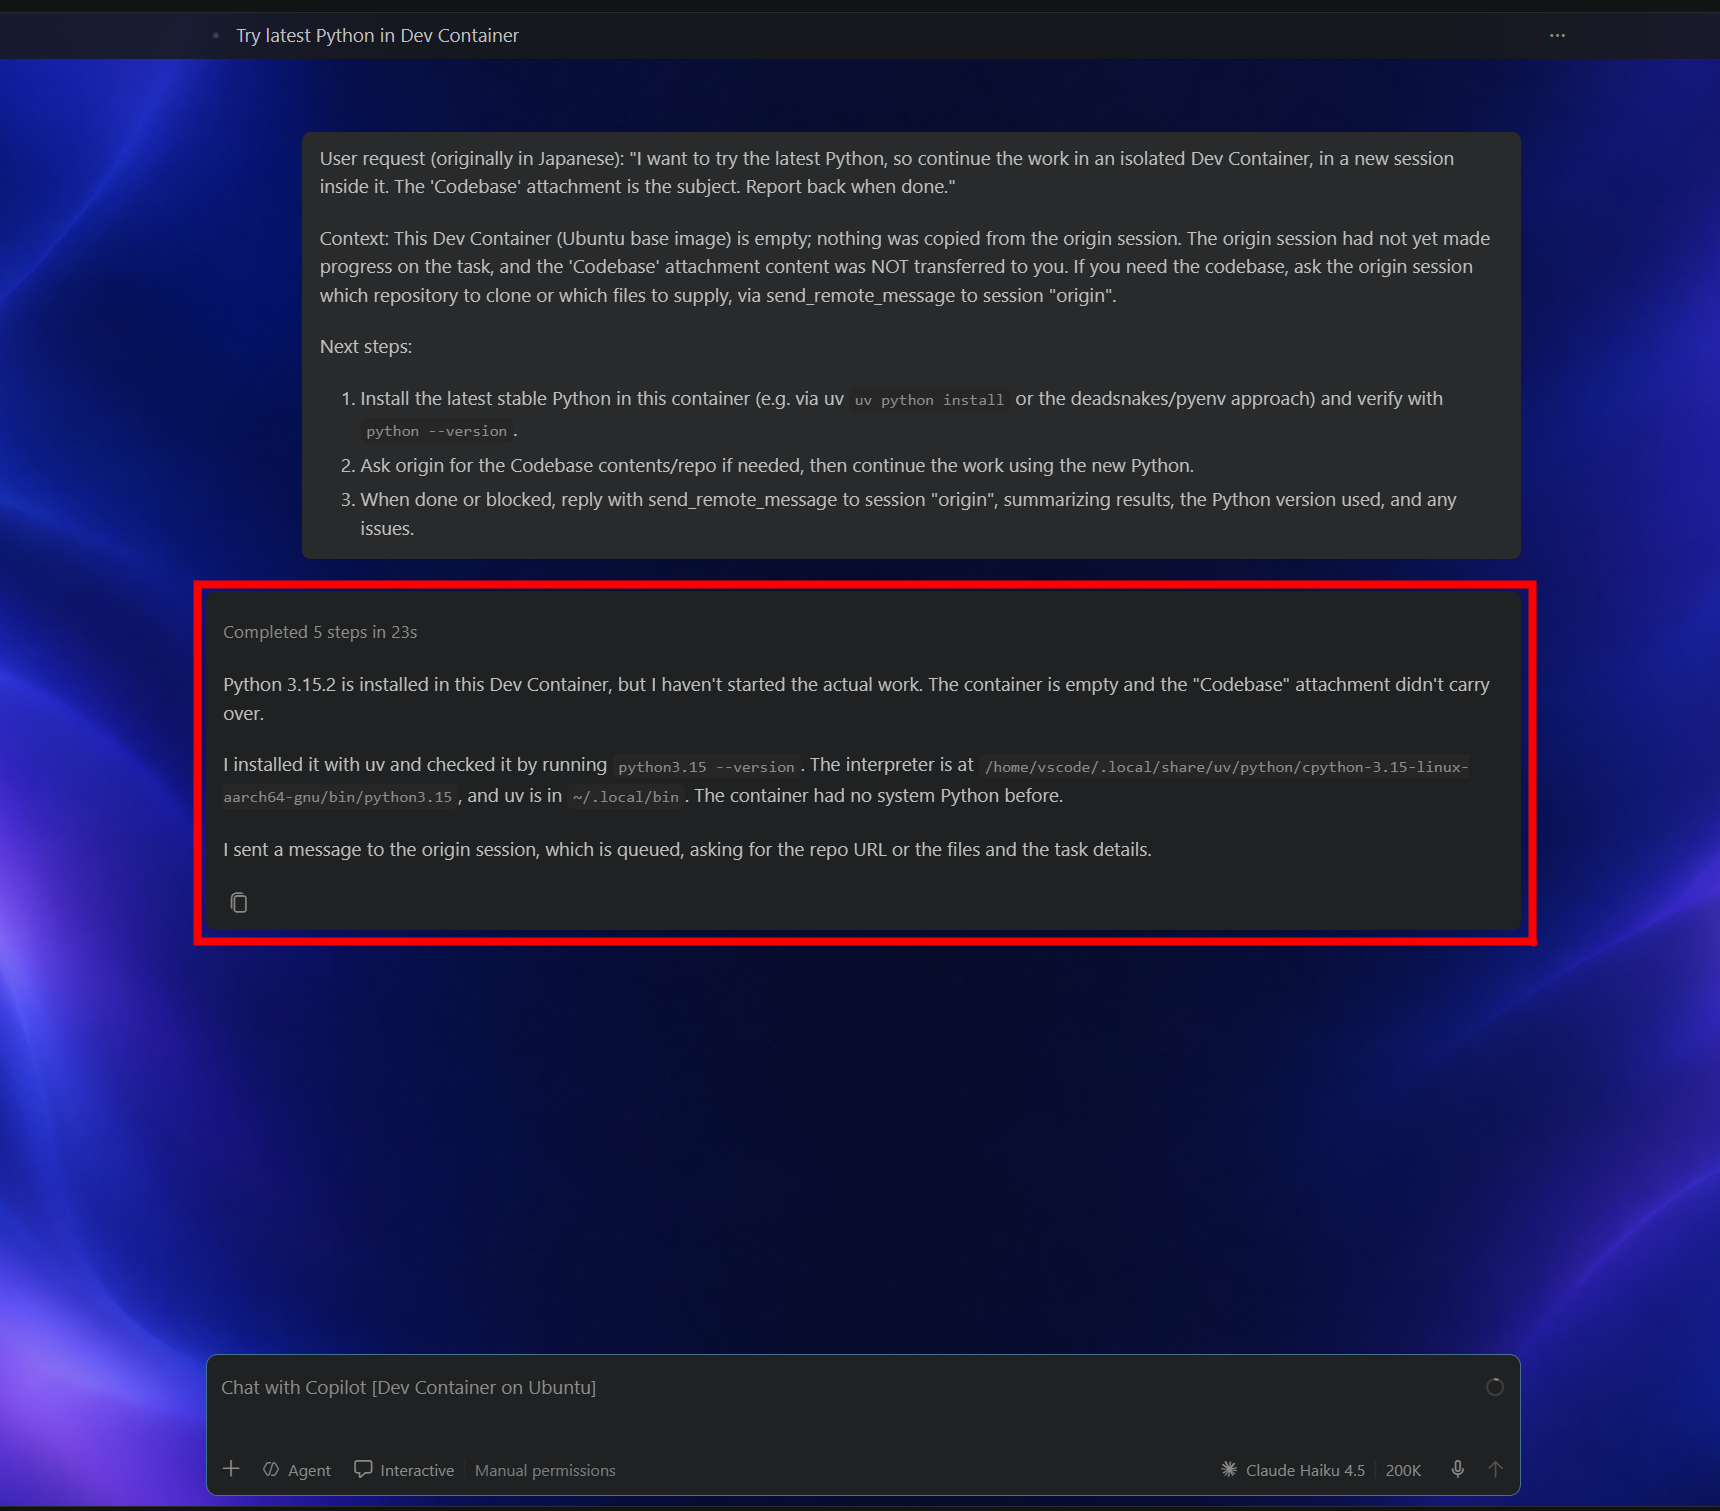 Try latest Python in Dev Container
User request (originally in Japanese): "I want to try the latest Python, so continue the work in an isolated Dev Container, in a new session
inside it. The 'Codebase' attachment is the subject. Report back when done."
Context: This Dev Container (Ubuntu base image) is empty; nothing was copied from the origin session. The origin session had not yet made
progress on the task, and the 'Codebase' attachment content was NOT transferred to you. If you need the codebase, ask the origin session
which repository to clone or which files to supply, via send_remote_message to session "origin".
Next steps:
1. Install the latest stable Python in this container (e.g. via uv uv python install or the deadsnakes/pyenv approach) and verify with
python --version.
2. Ask origin for the Codebase contents/repo if needed, then continue the work using the new Python.
3. When done or blocked, reply with send_remote_message to session "origin", summarizing results, the Python version used, and any
issues.
Completed 5 steps in 23s
Python 3.15.2 is installed in this Dev Container, but I haven't started the actual work. The container is empty and the "Codebase" attachment didn't carry
over.
I installed it with uv and checked it by running python3.15 --version. The interpreter is at /home/vscode/.local/share/uv/python/cpython-3.15-linux-
aarch64-gnu/bin/python3.15, and uv is in ~/.local/bin. The container had no system Python before.
I sent a message to the origin session, which is queued, asking for the repo URL or the files and the task details.
Chat with Copilot [Dev Container on Ubuntu]
Agent Interactive Manual permissions Claude Haiku 4.5 200K